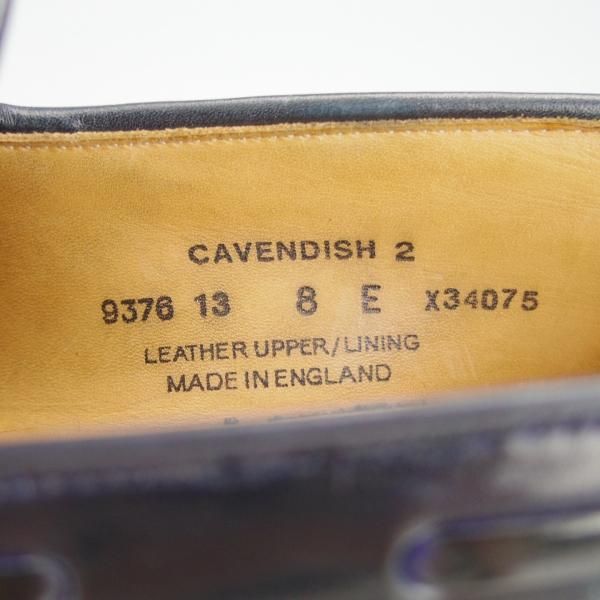 CAVENDISH 2
9376 13 8 E X34075
LEATHER UPPER/LINING
MADE IN ENGLAND